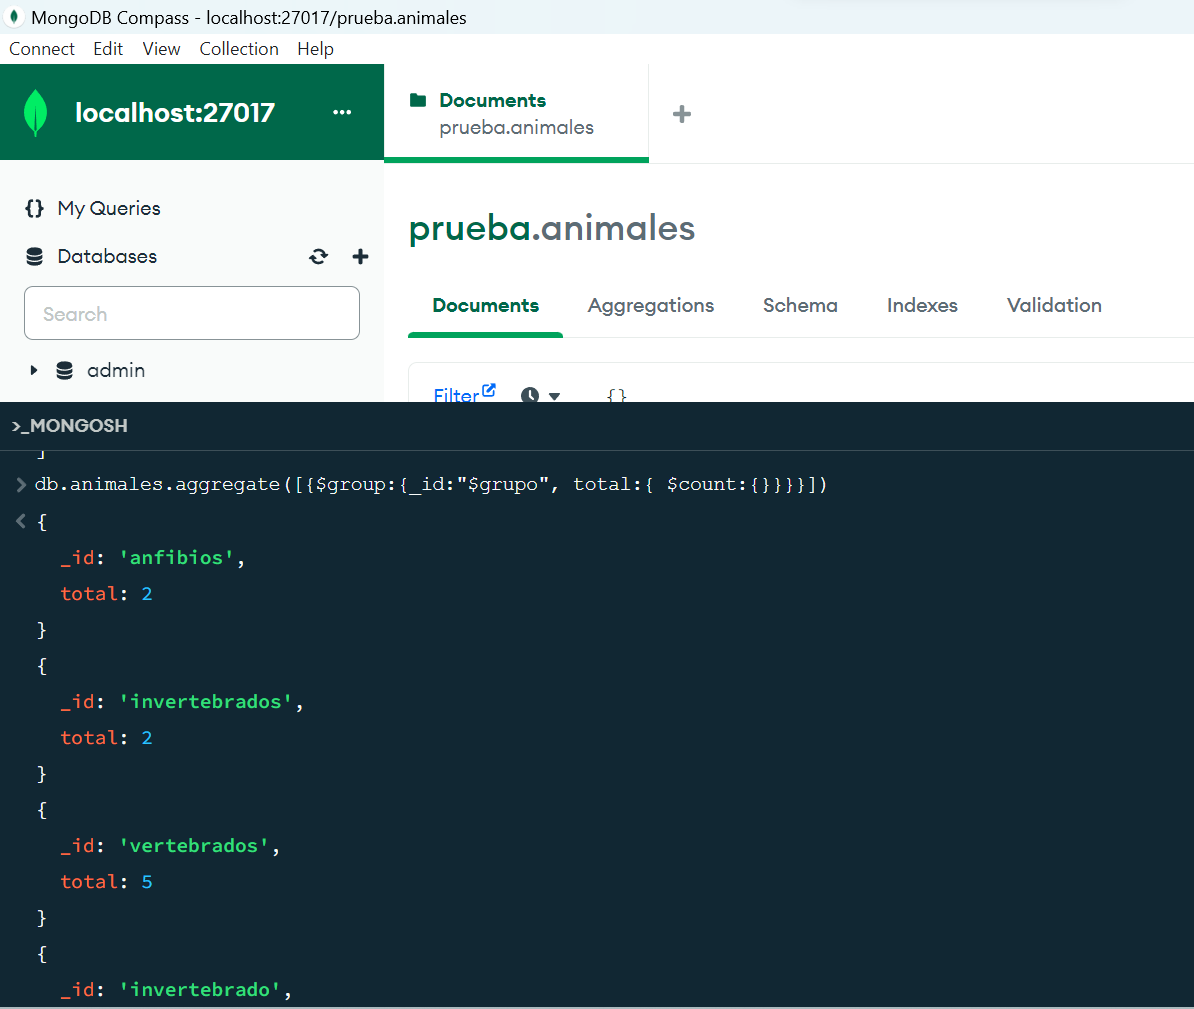 MongoDB Compass - localhost:27017/prueba.animales
Connect Edit View Collection Help
localhost:27017 ...
Documents
prueba.animales
+
{} My Queries
Databases
Search
admin
prueba.animales
Documents Aggregations Schema Indexes Validation
Filter {}
>_MONGOSH
]
> db.animales.aggregate([{$group:{_id:"$grupo", total:{ $count:{}}}}])
< {
_id: 'anfibios',
total: 2
}
{
_id: 'invertebrados',
total: 2
}
{
_id: 'vertebrados',
total: 5
}
{
_id: 'invertebrado',